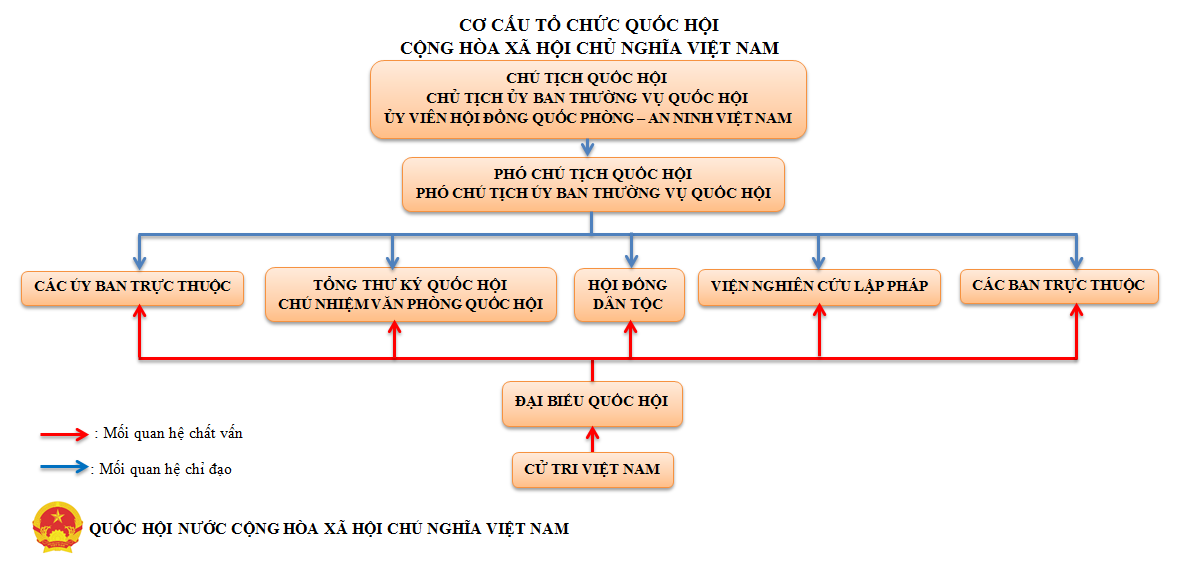 CƠ CẤU TỔ CHỨC QUỐC HỘI
CỘNG HÒA XÃ HỘI CHỦ NGHĨA VIỆT NAM
CHỦ TỊCH QUỐC HỘI
CHỦ TỊCH ỦY BAN THƯỜNG VỤ QUỐC HỘI
ỦY VIÊN HỘI ĐỒNG QUỐC PHÒNG – AN NINH VIỆT NAM
PHÓ CHỦ TỊCH QUỐC HỘI
PHÓ CHỦ TỊCH ỦY BAN THƯỜNG VỤ QUỐC HỘI
CÁC ỦY BAN TRỰC THUỘC
TỔNG THƯ KÝ QUỐC HỘI
CHỦ NHIỆM VĂN PHÒNG QUỐC HỘI
HỘI ĐỒNG
DÂN TỘC
VIỆN NGHIÊN CỨU LẬP PHÁP
CÁC BAN TRỰC THUỘC
ĐẠI BIỂU QUỐC HỘI
CỬ TRI VIỆT NAM
: Mối quan hệ chất vấn
: Mối quan hệ chỉ đạo
QUỐC HỘI NƯỚC CỘNG HÒA XÃ HỘI CHỦ NGHĨA VIỆT NAM